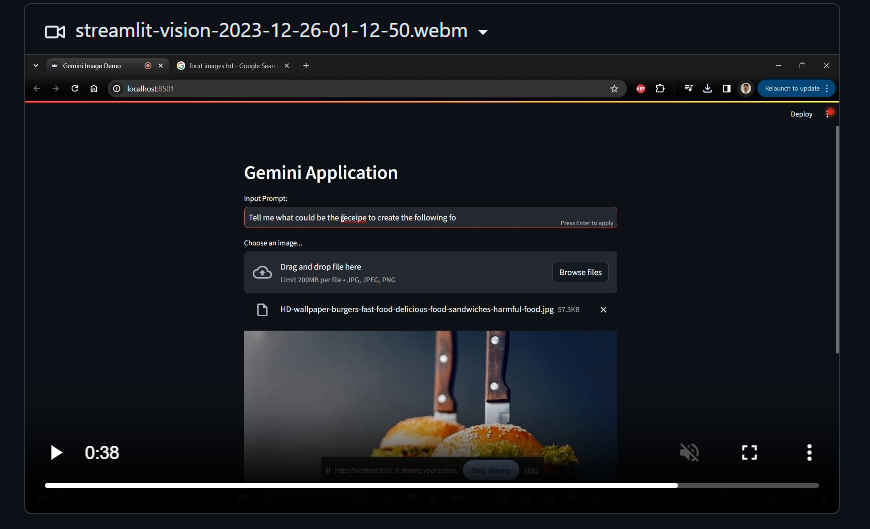 streamlit-vision-2023-12-26-01-12-50.webm
Gemini Image Demo
food images hd - Google Sear
localhost:8501
Relaunch to update
Deploy
Gemini Application
Input Prompt:
Tell me what could be the receipe to create the following fo
Press Enter to apply
Choose an image...
Drag and drop file here
Limit 200MB per file • JPG, JPEG, PNG
Browse files
HD-wallpaper-burgers-fast-food-delicious-food-sandwiches-harmful-food.jpg 57.3KB
http://localhost:8501 is sharing your screen.
Stop sharing
Hide
0:38